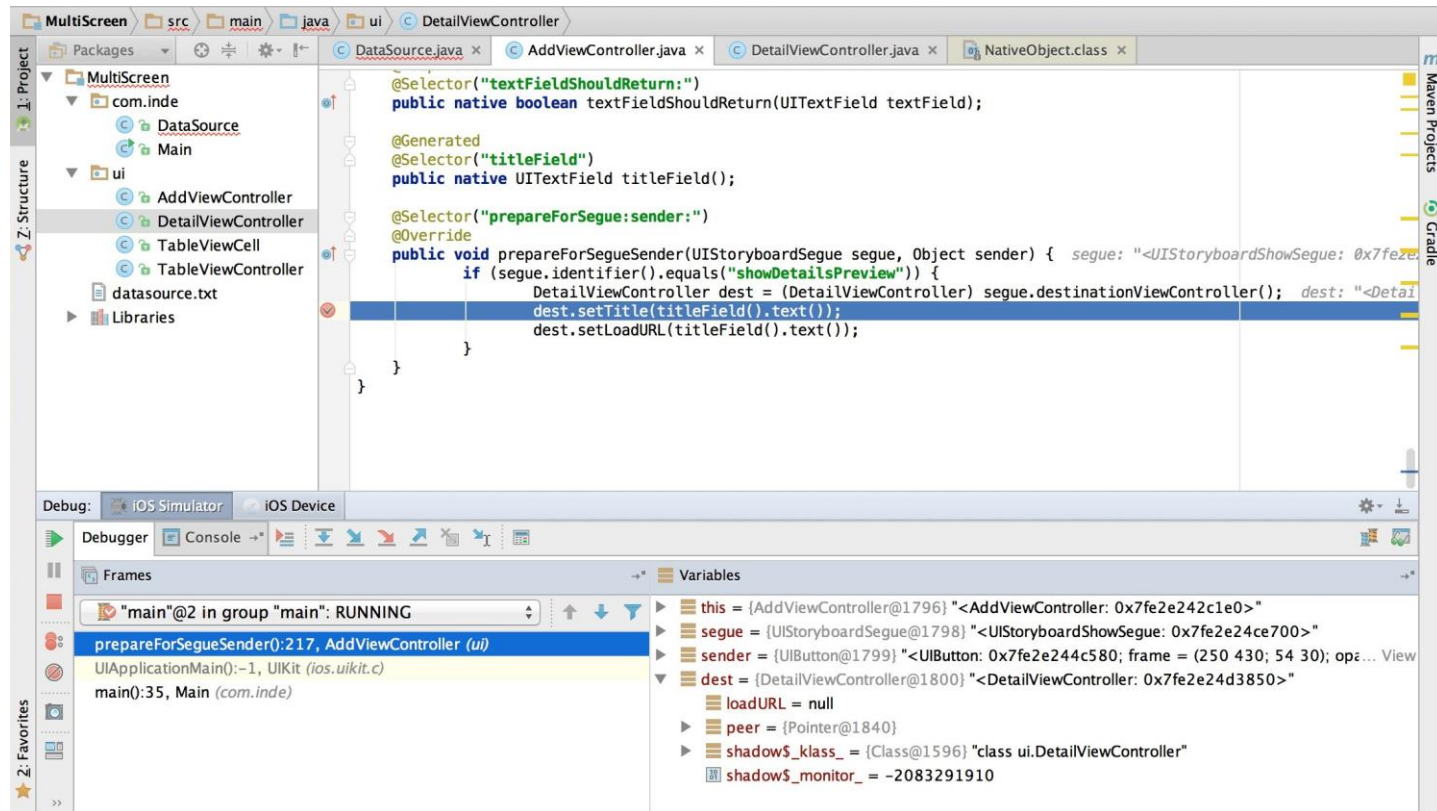 MultiScreen src main java ui DetailViewController
1: Project
Z: Structure
2: Favorites
Packages
MultiScreen
com.inde
DataSource
Main
ui
AddViewController
DetailViewController
TableViewCell
TableViewController
datasource.txt
Libraries
DataSource.java × AddViewController.java × DetailViewController.java × NativeObject.class ×
@Selector("textFieldShouldReturn:")
public native boolean textFieldShouldReturn(UITextField textField);
@Generated
@Selector("titleField")
public native UITextField titleField();
@Selector("prepareForSegue:sender:")
@Override
public void prepareForSegueSender(UIStoryboardSegue segue, Object sender) { segue: "<UIStoryboardShowSegue: 0x7fe2e
if (segue.identifier().equals("showDetailsPreview")) {
DetailViewController dest = (DetailViewController) segue.destinationViewController(); dest: "<Detai
dest.setTitle(titleField().text());
dest.setLoadURL(titleField().text());
}
}
}
m
Maven Projects
Gradle
Debug: iOS Simulator iOS Device
Debugger Console
Frames
"main"@2 in group "main": RUNNING
prepareForSegueSender():217, AddViewController (ui)
UIApplicationMain():-1, UIKit (ios.uikit.c)
main():35, Main (com.inde)
>>
Variables
this = {AddViewController@1796} "<AddViewController: 0x7fe2e242c1e0>"
segue = {UIStoryboardSegue@1798} "<UIStoryboardShowSegue: 0x7fe2e24ce700>"
sender = {UIButton@1799} "<UIButton: 0x7fe2e244c580; frame = (250 430; 54 30); opa... View
dest = {DetailViewController@1800} "<DetailViewController: 0x7fe2e24d3850>"
loadURL = null
peer = {Pointer@1840}
shadow$_klass_ = {Class@1596} "class ui.DetailViewController"
shadow$_monitor_ = -2083291910